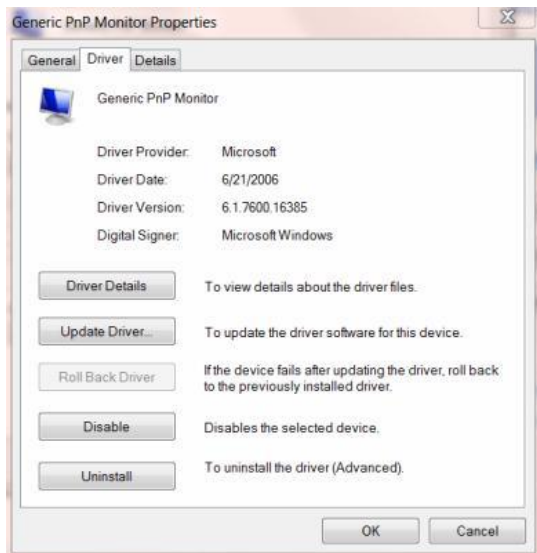 Generic PnP Monitor Properties
General Driver Details
Generic PnP Monitor
Driver Provider: Microsoft
Driver Date: 6/21/2006
Driver Version: 6.1.7600.16385
Digital Signer: Microsoft Windows
Driver Details To view details about the driver files.
Update Driver... To update the driver software for this device.
Roll Back Driver If the device fails after updating the driver, roll back
to the previously installed driver.
Disable Disables the selected device.
Uninstall To uninstall the driver (Advanced).
OK Cancel